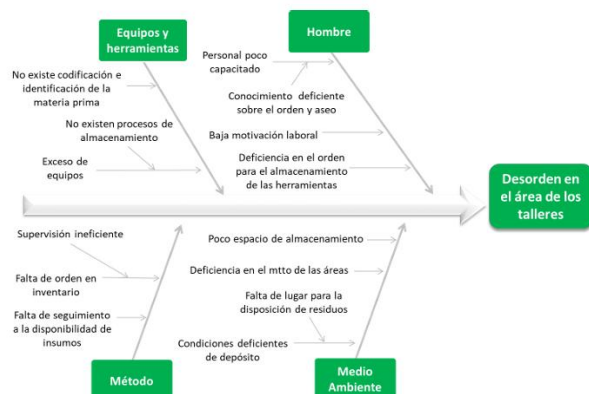 Equipos y
herramientas
Hombre
No existe codificación e
identificación de la
materia prima
Personal poco
capacitado
Conocimiento deficiente
sobre el orden y aseo
No existen procesos de
almacenamiento
Baja motivación laboral
Exceso de
equipos
Deficiencia en el orden
para el almacenamiento
de las herramientas
Desorden en
el área de los
talleres
Supervisión ineficiente
Poco espacio de almacenamiento
Falta de orden en
inventario
Deficiencia en el mtto de las áreas
Falta de lugar para la
disposición de residuos
Falta de seguimiento
a la disponibilidad de
insumos
Condiciones deficientes
de depósito
Método
Medio
Ambiente